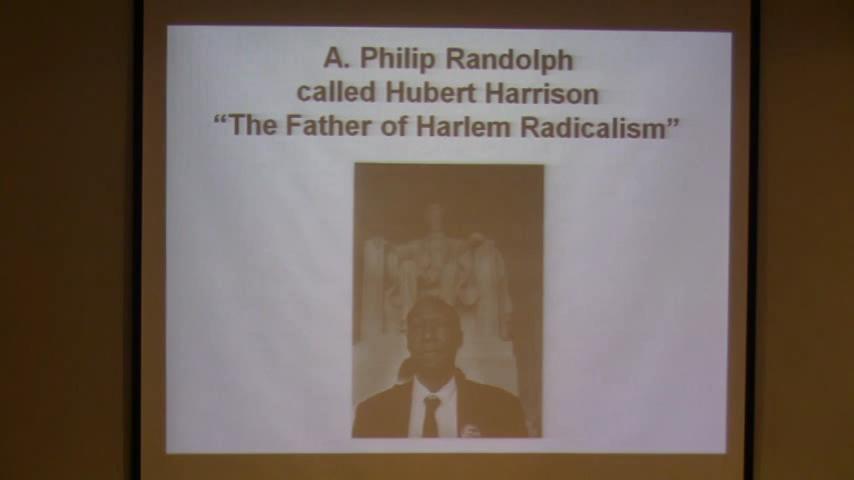 A. Philip Randolph
called Hubert Harrison
“The Father of Harlem Radicalism”